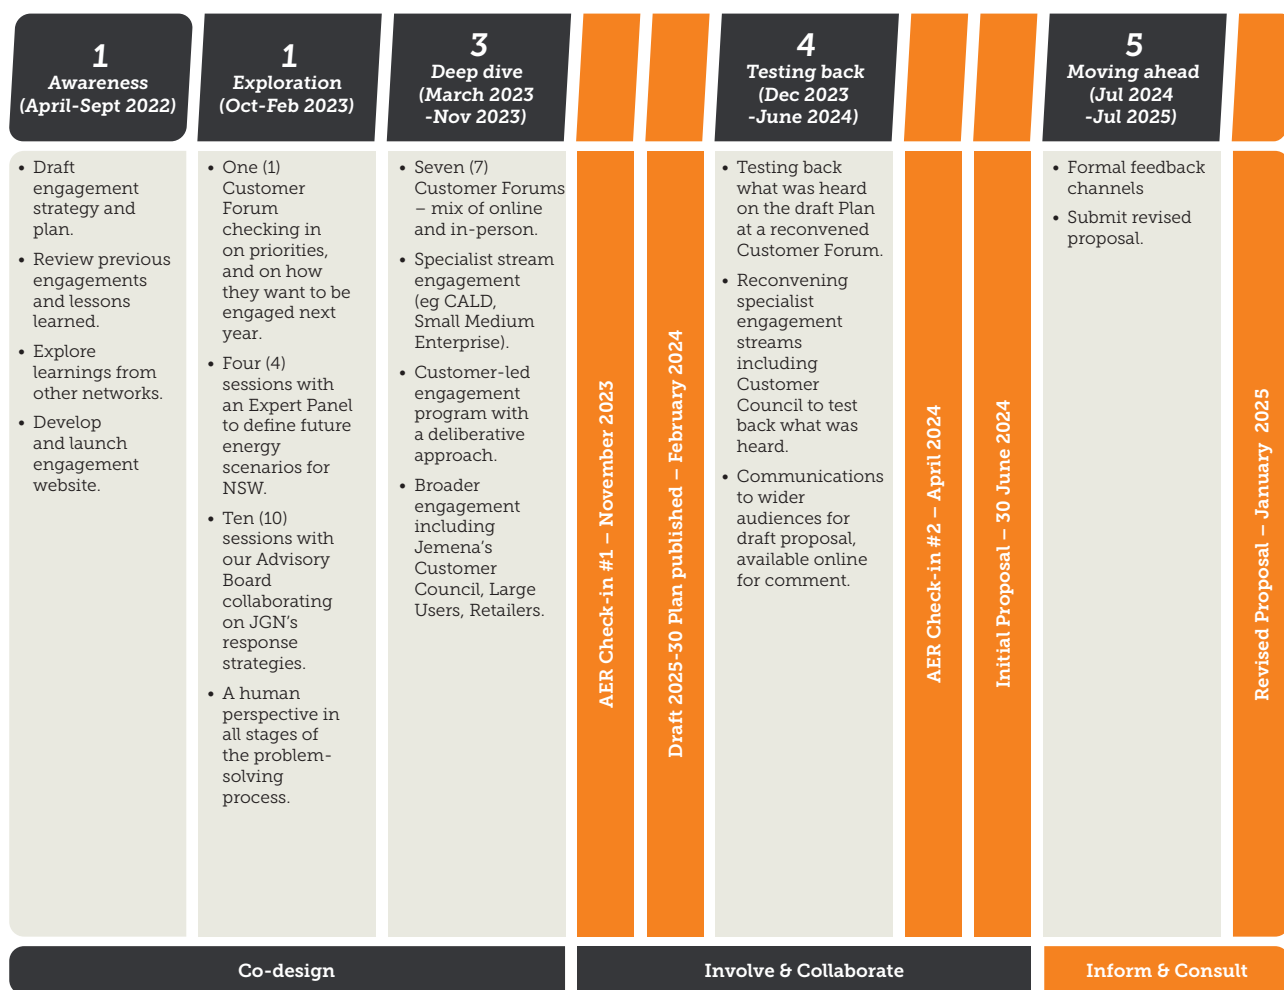 1
Awareness
(April-Sept 2022)
• Draft
engagement
strategy and
plan.
• Review previous
engagements
and lessons
learned.
• Explore
learnings from
other networks.
• Develop
and launch
engagement
website.
1
Exploration
(Oct-Feb 2023)
• One (1)
Customer
Forum
checking in
on priorities,
and on how
they want to be
engaged next
year.
• Four (4)
sessions with
an Expert Panel
to define future
energy
scenarios for
NSW.
• Ten (10)
sessions with
our Advisory
Board
collaborating
on JGN’s
response
strategies.
• A human
perspective in
all stages of
the problem-
solving
process.
3
Deep dive
(March 2023
-Nov 2023)
• Seven (7)
Customer Forums
– mix of online
and in-person.
• Specialist stream
engagement
(eg CALD,
Small Medium
Enterprise).
• Customer-led
engagement
program with
a deliberative
approach.
• Broader
engagement
including
Jemena’s
Customer
Council, Large
Users, Retailers.
AER Check-in #1 – November 2023
Draft 2025-30 Plan published – February 2024
4
Testing back
(Dec 2023
-June 2024)
• Testing back
what was heard
on the draft Plan
at a reconvened
Customer Forum.
• Reconvening
specialist
engagement
streams
including
Customer
Council to test
back what was
heard.
• Communications
to wider
audiences for
draft proposal,
available online
for comment.
AER Check-in #2 – April 2024
Initial Proposal – 30 June 2024
5
Moving ahead
(Jul 2024
-Jul 2025)
• Formal feedback
channels
• Submit revised
proposal.
Revised Proposal – January 2025
Co-design
Involve & Collaborate
Inform & Consult